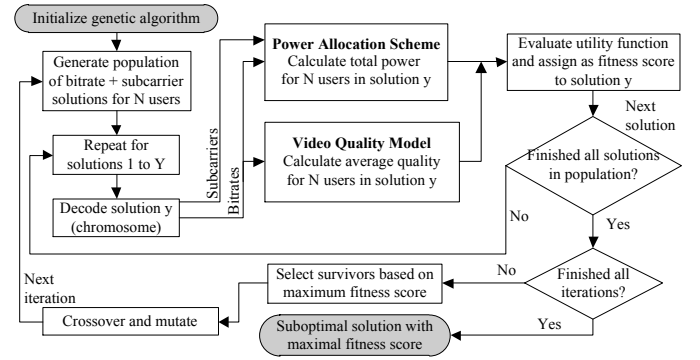 Initialize genetic algorithm
Generate population
of bitrate + subcarrier
solutions for N users
Repeat for
solutions 1 to Y
Decode solution y
(chromosome)
Subcarriers
Bitrates
Power Allocation Scheme
Calculate total power
for N users in solution y
Video Quality Model
Calculate average quality
for N users in solution y
Evaluate utility function
and assign as fitness score
to solution y
Next
solution
Finished all solutions
in population?
No
Yes
Finished all
iterations?
No
Yes
Select survivors based on
maximum fitness score
Next
iteration
Crossover and mutate
Suboptimal solution with
maximal fitness score